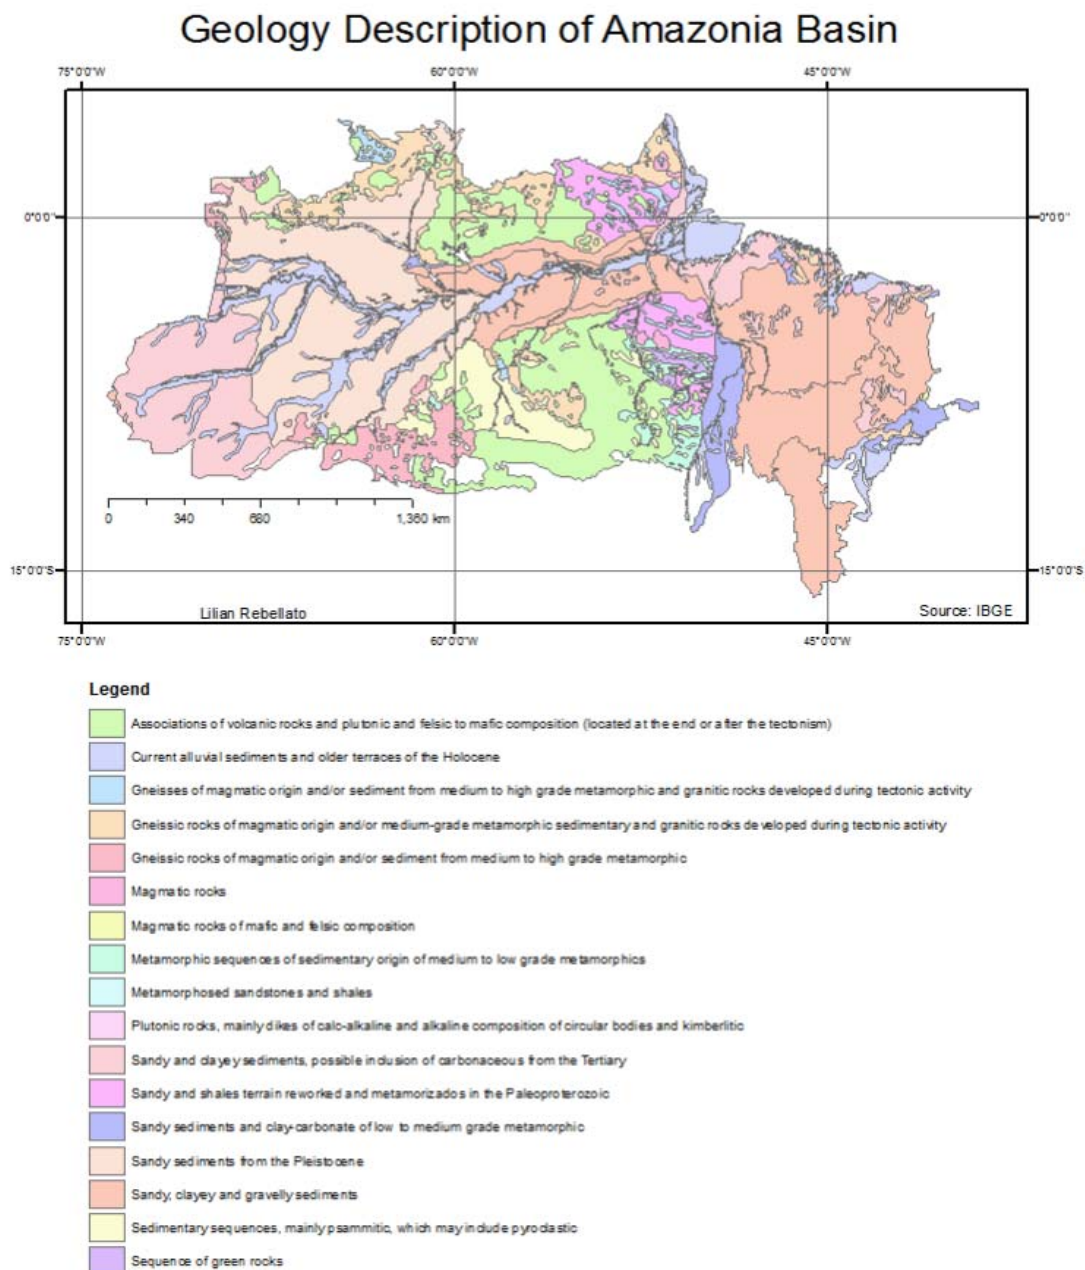 Geology Description of Amazonia Basin
75°0'0"W 60°0'0"W 45°0'0"W
0°0'0" 0°0'0"
0 340 680 1,360 km
15°0'0"S 15°0'0"S
Lilian Rebellato Source: IBGE
75°0'0"W 60°0'0"W 45°0'0"W
Legend
Associations of volcanic rocks and plutonic and felsic to mafic composition (located at the end or after the tectonism)
Current alluvial sediments and older terraces of the Holocene
Gneisses of magmatic origin and/or sediment from medium to high grade metamorphic and granitic rocks developed during tectonic activity
Gneissic rocks of magmatic origin and/or medium-grade metamorphic sedimentary and granitic rocks developed during tectonic activity
Gneissic rocks of magmatic origin and/or sediment from medium to high grade metamorphic
Magmatic rocks
Magmatic rocks of mafic and felsic composition
Metamorphic sequences of sedimentary origin of medium to low grade metamorphics
Metamorphosed sandstones and shales
Plutonic rocks, mainly dikes of calc-alkaline and alkaline composition of circular bodies and kimberlitic
Sandy and clayey sediments, possible inclusion of carbonaceous from the Tertiary
Sandy and shales terrain reworked and metamorizados in the Paleoproterozoic
Sandy sediments and clay-carbonate of low to medium grade metamorphic
Sandy sediments from the Pleistocene
Sandy, clayey and gravelly sediments
Sedimentary sequences, mainly psammitic, which may include pyroclastic
Sequence of green rocks